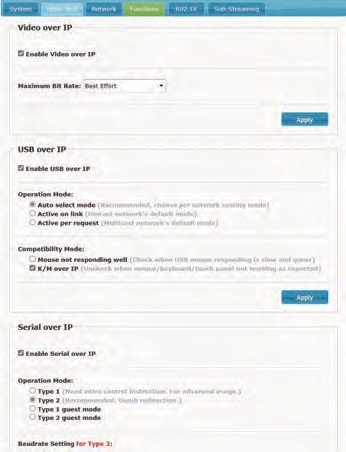 System Video Wall Network Functions 802.1X Sub-Streaming
Video over IP
Enable Video over IP
Maximum Bit Rate: Best Effort
Apply
USB over IP
Enable USB over IP
Operation Mode:
Auto select mode (Recommended, choose per network casting mode)
Active on link (Unicast network's default mode)
Active per request (Multicast network's default mode)
Compatibility Mode:
Mouse not responding well (Check when USB mouse responding is slow and queer)
K/M over IP (Uncheck when mouse/keyboard/touch panel not working as expected)
Apply
Serial over IP
Enable Serial over IP
Operation Mode:
Type 1 (Need extra control instruction. For advanced usage.)
Type 2 (Recommended. Dumb redirection.)
Type 1 guest mode
Type 2 guest mode
Baudrate Setting for Type 2: